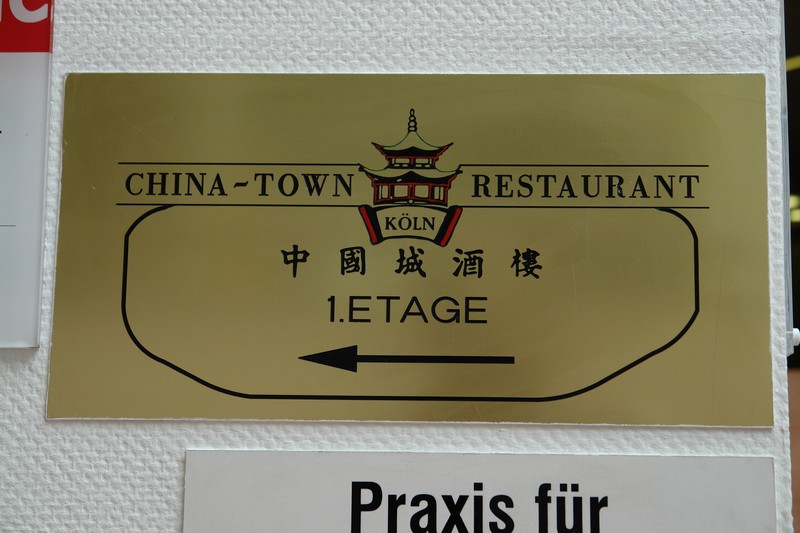 CHINA-TOWN RESTAURANT
KÖLN
中國城酒樓
1.ETAGE
Praxis für